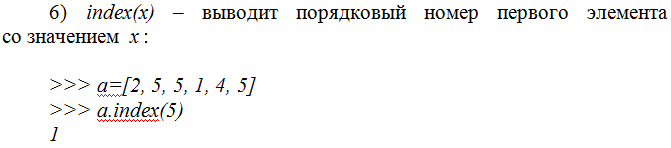 6) index(x) – выводит порядковый номер первого элемента
со значением x :
>>> a=[2, 5, 5, 1, 4, 5]
>>> a.index(5)
1